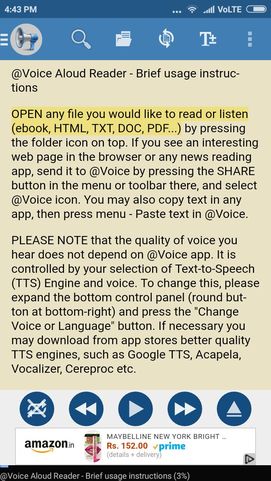 4:43 PM
... VoLTE
T±
@Voice Aloud Reader - Brief usage instruc-
tions
OPEN any file you would like to read or listen
(ebook, HTML, TXT, DOC, PDF...) by pressing
the folder icon on top. If you see an interesting
web page in the browser or any news reading
app, send it to @Voice by pressing the SHARE
button in the menu or toolbar there, and select
@Voice icon. You may also copy text in any
app, then press menu - Paste text in @Voice.
PLEASE NOTE that the quality of voice you
hear does not depend on @Voice app. It is
controlled by your selection of Text-to-Speech
(TTS) Engine and voice. To change this, please
expand the bottom control panel (round but-
ton at bottom-right) and press the "Change
Voice or Language" button. If necessary you
may download from app stores better quality
TTS engines, such as Google TTS, Acapela,
Vocalizer, Cereproc etc.
amazon.in
MAYBELLINE NEW YORK BRIGHT ...
Rs. 152.00 prime
(details + delivery)
@Voice Aloud Reader - Brief usage instructions (3%)